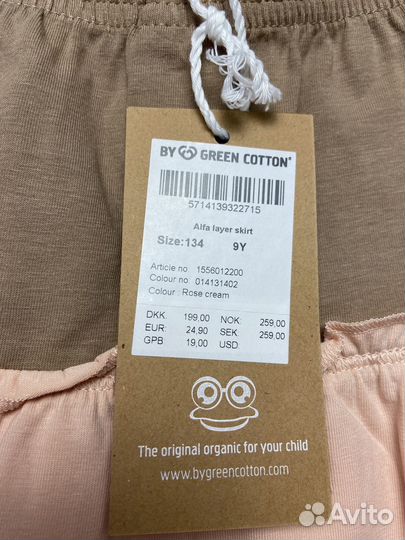 BY GREEN COTTON®
5714139322715
Alfa layer skirt
Size:134 9Y
Article no 1556012200
Colour no: 014131402
Colour : Rose cream
DKK: 199,00 NOK: 259,00
EUR: 24,90 SEK: 259,00
GPB 19,00 USD:
The original organic for your child
www.bygreencotton.com
Avito